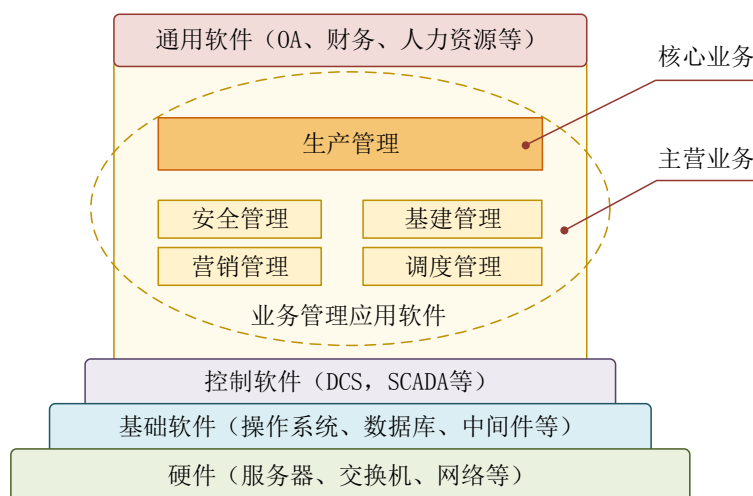 通用软件（OA、财务、人力资源等）
核心业务
生产管理
主营业务
安全管理
基建管理
营销管理
调度管理
业务管理应用软件
控制软件（DCS，SCADA等）
基础软件（操作系统、数据库、中间件等）
硬件（服务器、交换机、网络等）